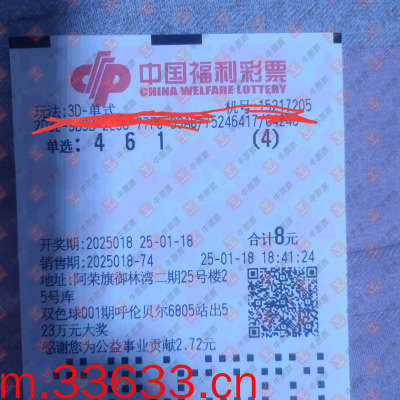 中国福利彩票
CHINA WELFARE LOTTERY
玩法:3D-单式 机号:15217205
单选: 4 6 1 (4)
开奖期:2025018 25-01-18 合计8元
销售期:2025018-74 25-01-18 18:41:24
地址:阿荣旗御林湾二期25号楼2
5号库
双色球001期呼伦贝尔6805站出5
23万元大奖
感谢您为公益事业贡献2.72元
m.33633.cn